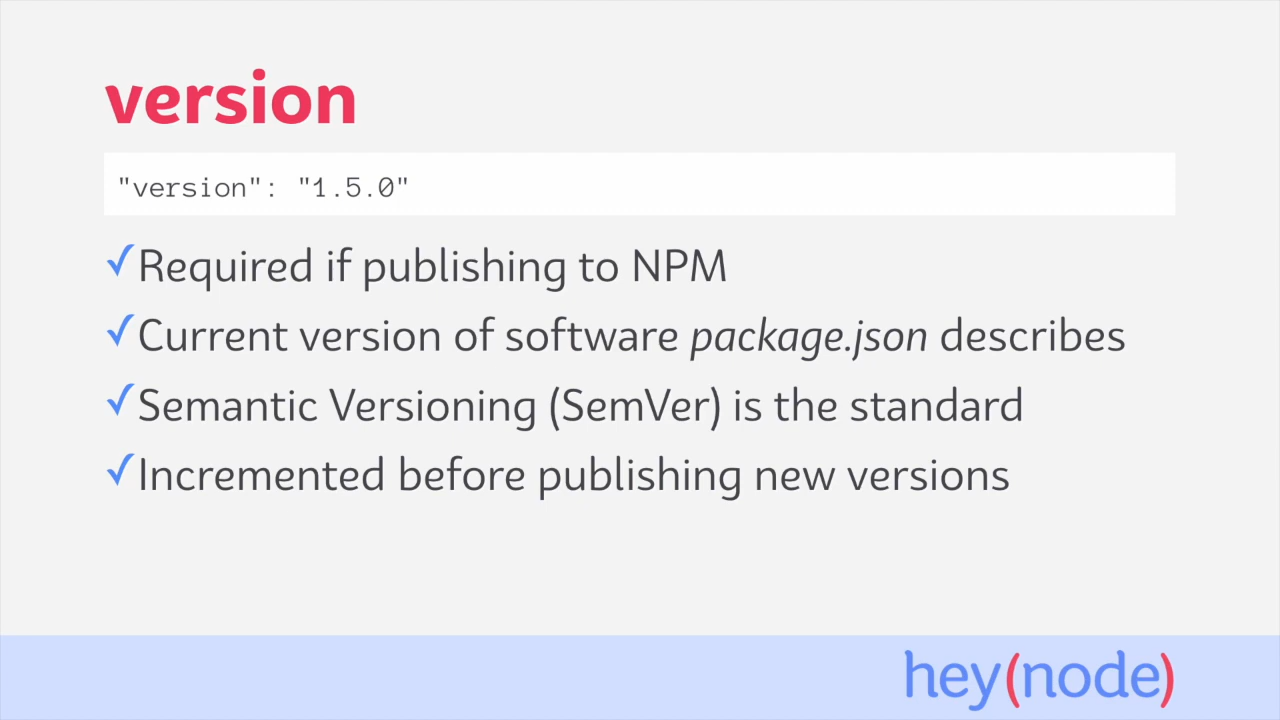 version
"version": "1.5.0"
✓Required if publishing to NPM
✓Current version of software package.json describes
✓Semantic Versioning (SemVer) is the standard
✓Incremented before publishing new versions
hey(node)